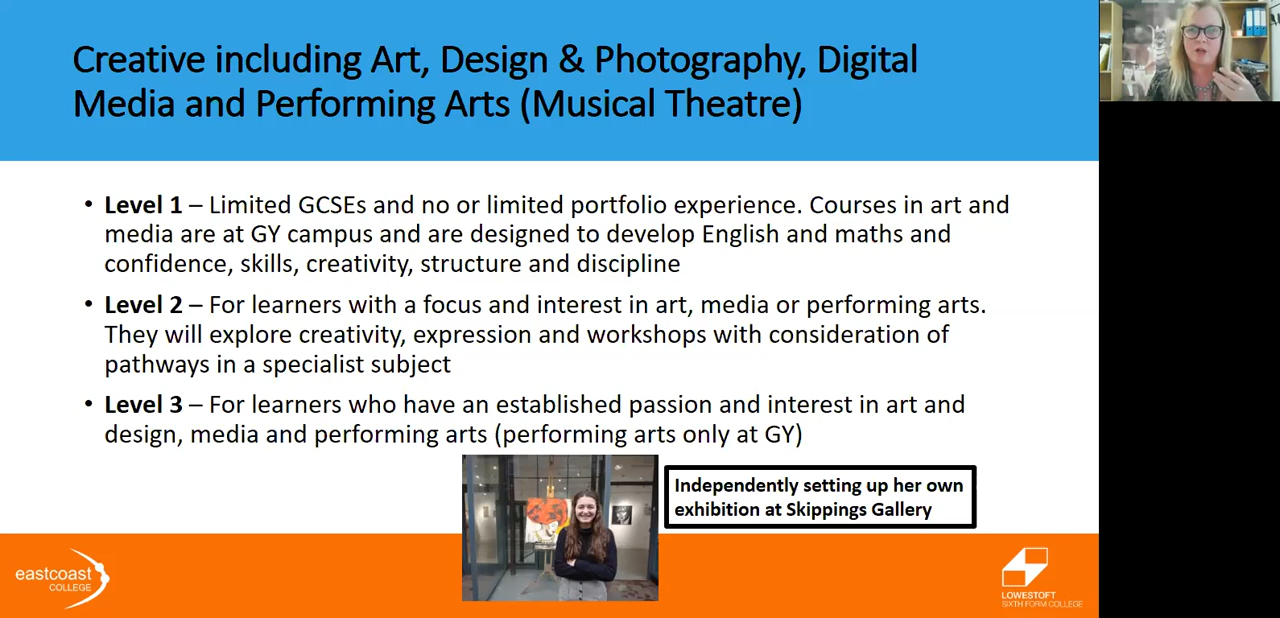 Creative including Art, Design & Photography, Digital
Media and Performing Arts (Musical Theatre)
• Level 1 – Limited GCSEs and no or limited portfolio experience. Courses in art and
media are at GY campus and are designed to develop English and maths and
confidence, skills, creativity, structure and discipline
• Level 2 – For learners with a focus and interest in art, media or performing arts.
They will explore creativity, expression and workshops with consideration of
pathways in a specialist subject
• Level 3 – For learners who have an established passion and interest in art and
design, media and performing arts (performing arts only at GY)
Independently setting up her own
exhibition at Skippings Gallery
eastcoast
COLLEGE
LOWESTOFT
SIXTH FORM COLLEGE